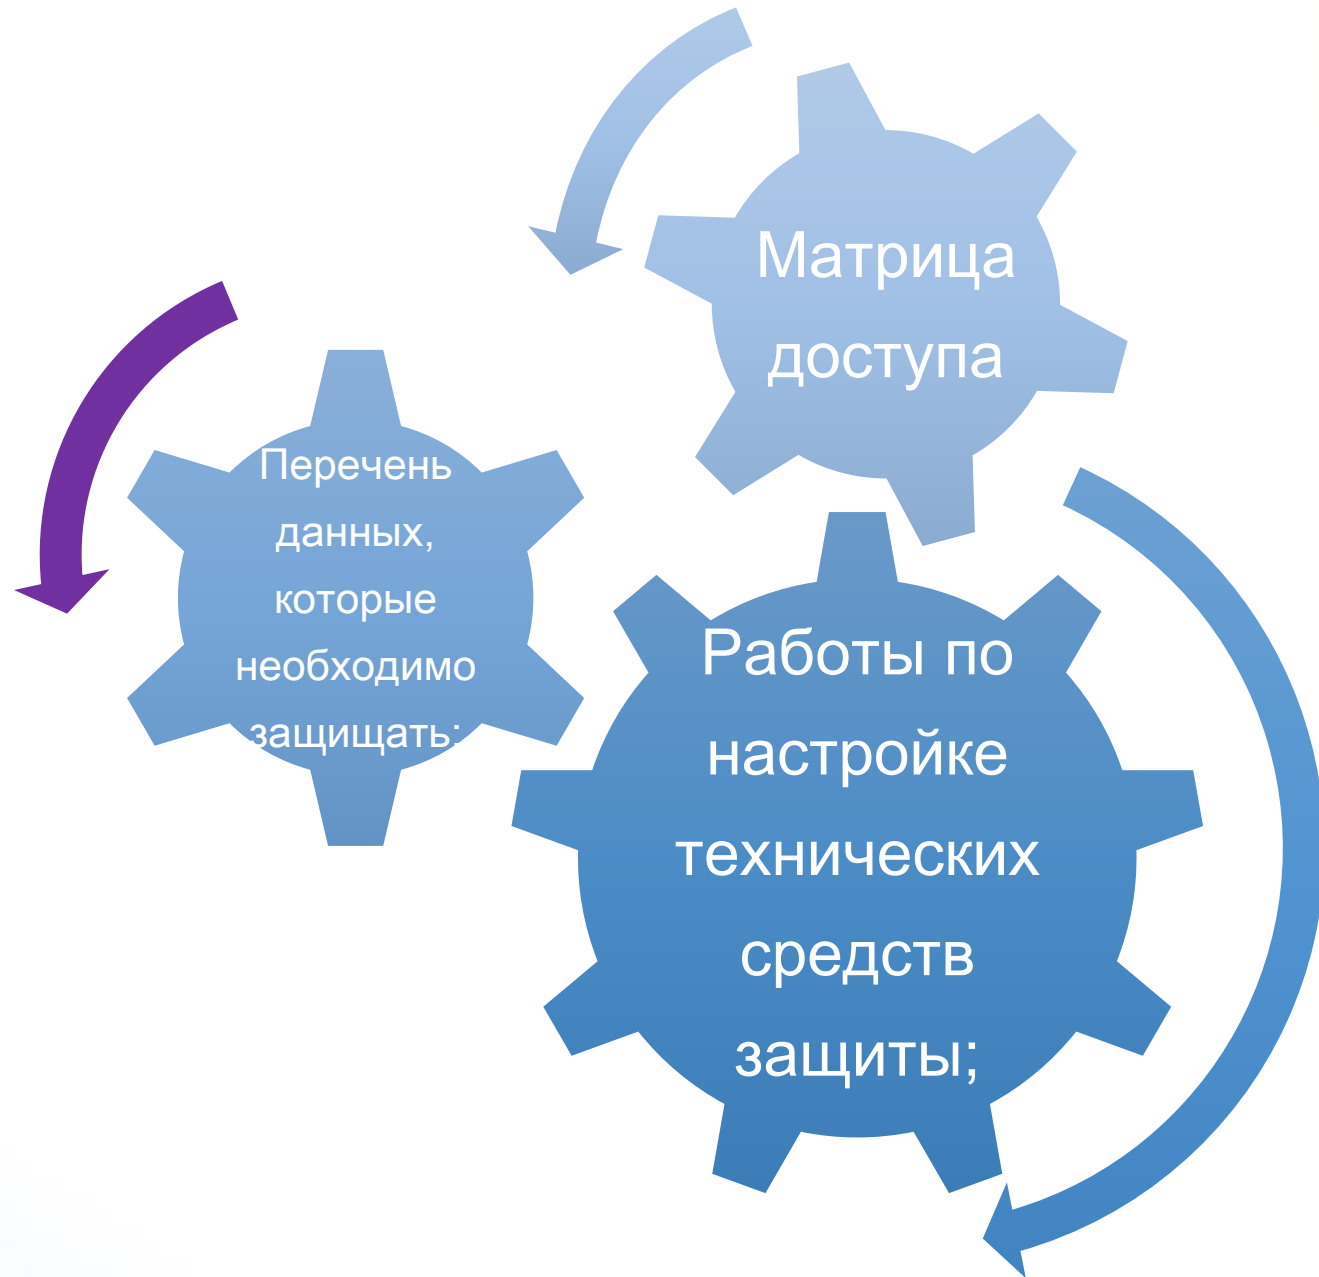 Матрица
доступа
Перечень
данных,
которые
необходимо
защищать;
Работы по
настройке
технических
средств
защиты;